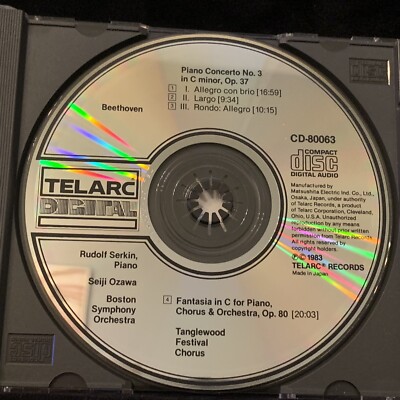 Piano Concerto No. 3
in C minor, Op. 37
1 I. Allegro con brio [16:59]
2 II. Largo [9:34]
3 III. Rondo: Allegro [10:15]
Beethoven
CD-80063
COMPACT
disc
DIGITAL AUDIO
TELARC
DIGITAL
Manufactured by
Matsushita Electric Ind. Co., Ltd.,
Osaka, Japan, under authority
of Telarc Records, a product
of Telarc Corporation, Cleveland,
Ohio, U.S.A. Unauthorized
reproduction by any means
forbidden without prior written
permission from Telarc Records
copyright holders.
℗ © 1983
TELARC® RECORDS
Made in Japan
Rudolf Serkin,
Piano
Seiji Ozawa
Boston
Symphony
Orchestra
4 Fantasia in C for Piano,
Chorus & Orchestra, Op. 80 [20:03]
Tanglewood
Festival
Chorus